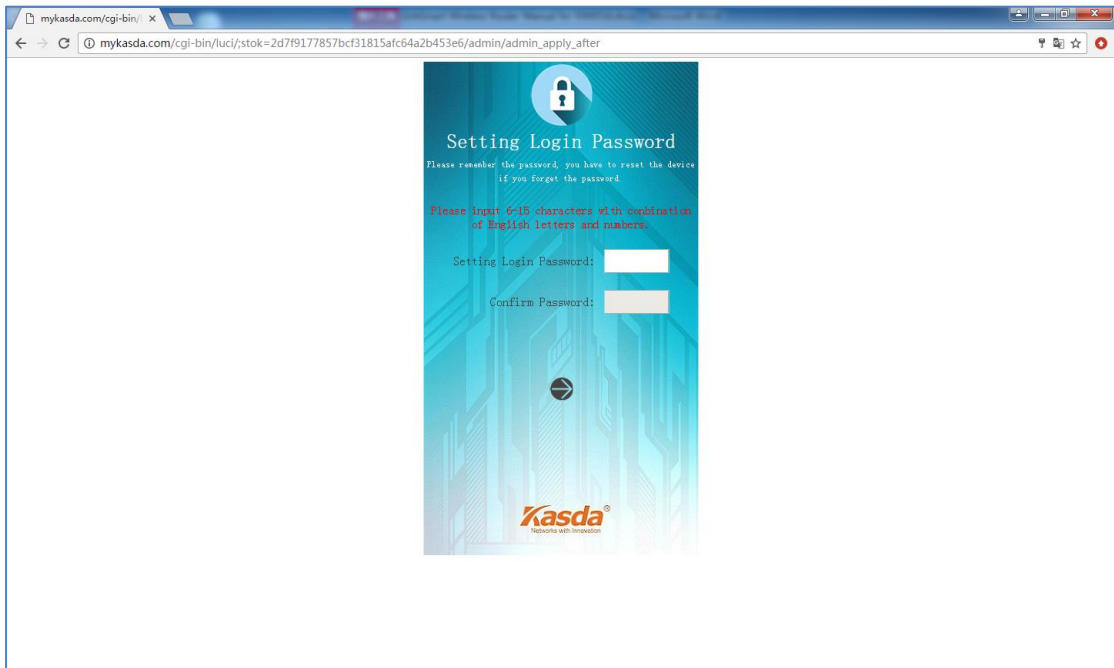 mykasda.com/cgi-bin/l
mykasda.com/cgi-bin/luci/;stok=2d7f9177857bcf31815afc64a2b453e6/admin/admin_apply_after
Setting Login Password
Please remember the password, you have to reset the device
if you forget the password
Please input 6-15 characters with conbination
of English letters and numbers.
Setting Login Password:
Confirm Password:
Kasda®
Networks with Innovation